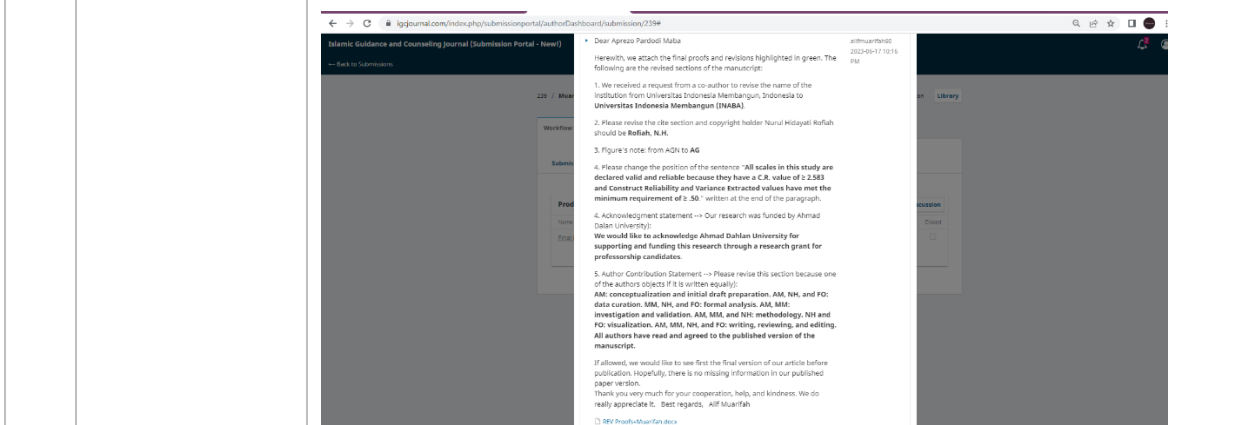 igcjournal.com/index.php/submissionportal/authorDashboard/submission/239#
Islamic Guidance and Counseling Journal (Submission Portal - New!)
← Back to Submissions
239 / Muar
Library
Workflow
Submis
Prod
scussion
Name
Closed
• Dear Aprezo Pardodi Maba
alifmuarifah60
2023-06-17 10:16
PM
Herewith, we attach the final proofs and revisions highlighted in green. The
following are the revised sections of the manuscript:
1. We received a request from a co-author to revise the name of the
Institution from Universitas Indonesia Membangun, Indonesia to
Universitas Indonesia Membangun (INABA).
2. Please revise the cite section and copyright holder Nurul Hidayati Rofiah
should be Rofiah, N.H.
3. Figure's note: from AGN to AG
4. Please change the position of the sentence "All scales in this study are
declared valid and reliable because they have a C.R. value of ≥ 2.583
and Construct Reliability and Variance Extracted values have met the
minimum requirement of ≥ .50." written at the end of the paragraph.
4. Acknowledgment statement --> Our research was funded by Ahmad
Dalan University):
We would like to acknowledge Ahmad Dahlan University for
supporting and funding this research through a research grant for
professorship candidates.
5. Author Contribution Statement --> Please revise this section because one
of the authors objects if it is written equally):
AM: conceptualization and initial draft preparation. AM, NH, and FO:
data curation. MM, NH, and FO: formal analysis. AM, MM:
investigation and validation. AM, MM, and NH: methodology. NH and
FO: visualization. AM, MM, NH, and FO: writing, reviewing, and editing.
All authors have read and agreed to the published version of the
manuscript.
If allowed, we would like to see first the final version of our article before
publication. Hopefully, there is no missing information in our published
paper version.
Thank you very much for your cooperation, help, and kindness. We do
really appreciate it. Best regards, Alif Muarifah
REV Proofs+Muarifah.docx